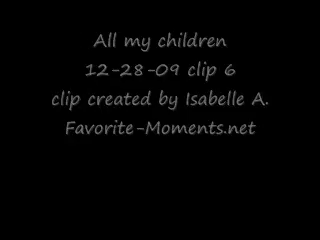 All my children
12-28-09 clip 6
clip created by Isabelle A.
Favorite-Moments.net